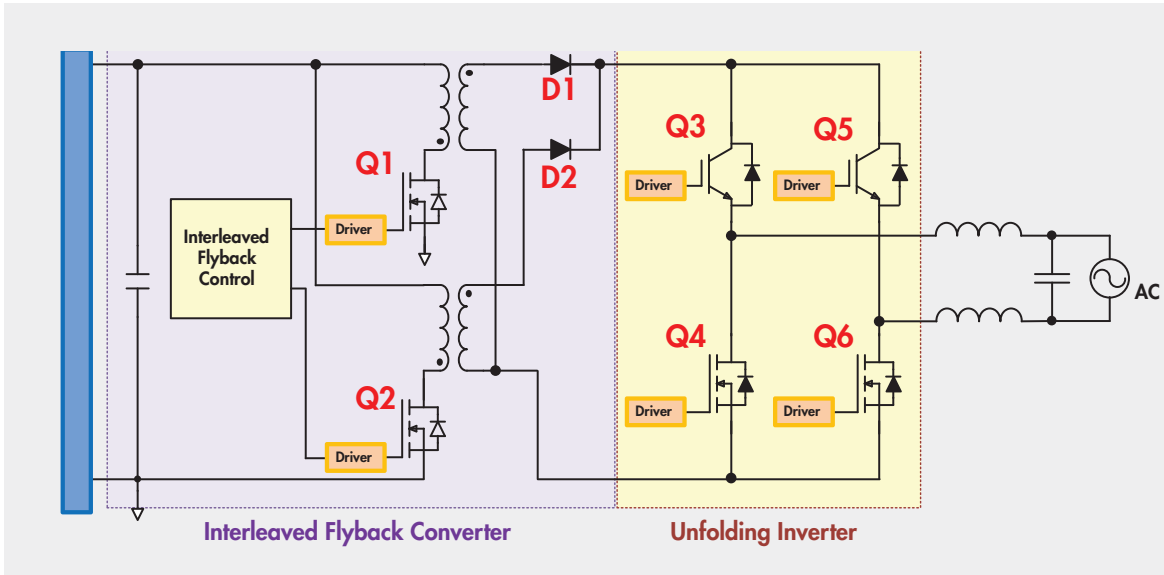 D1
Q3
Q5
Q1
D2
Driver
Driver
Interleaved
Flyback
Control
Driver
AC
Q4
Q6
Q2
Driver
Driver
Driver
Interleaved Flyback Converter
Unfolding Inverter